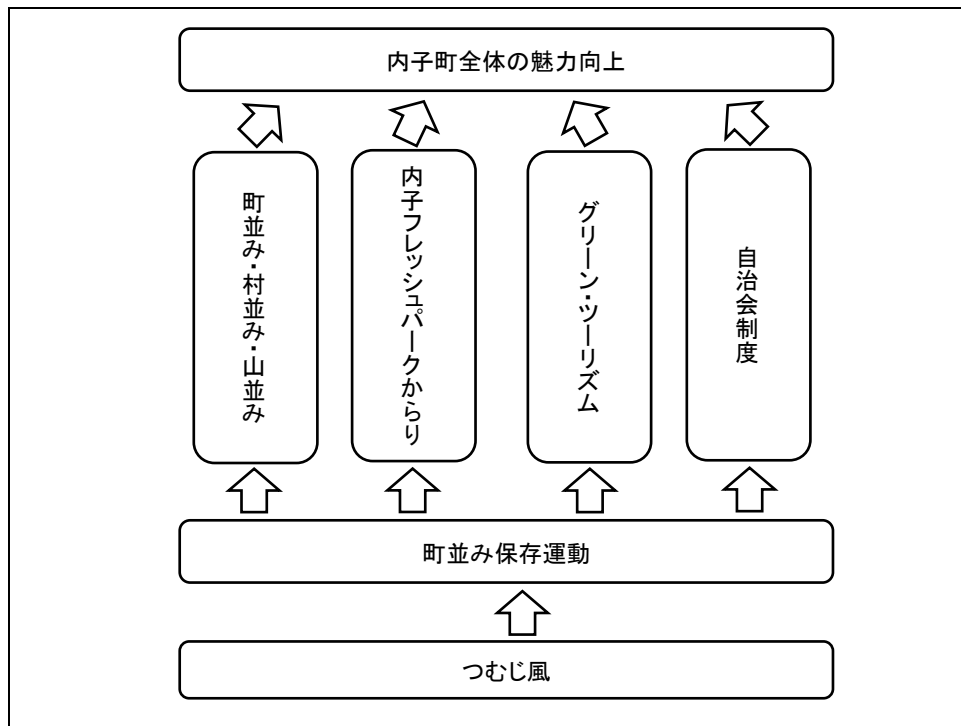 内子町全体の魅力向上
町並み・村並み・山並み
内子フレッシュパークからり
グリーン・ツーリズム
自治会制度
町並み保存運動
つむじ風